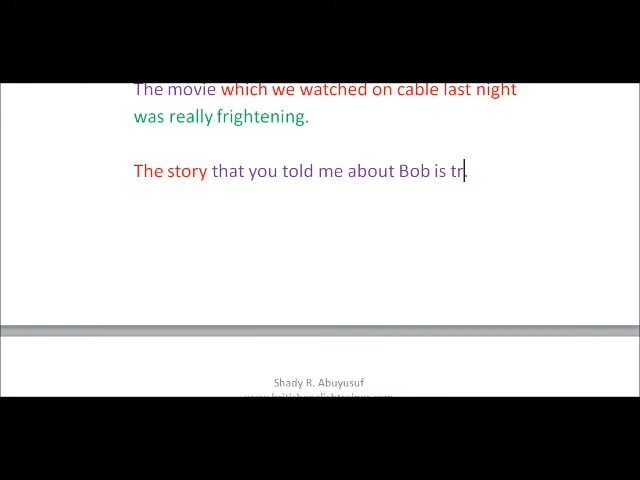 The movie which we watched on cable last night
was really frightening.
The story that you told me about Bob is tr.
Shady R. Abuyusuf